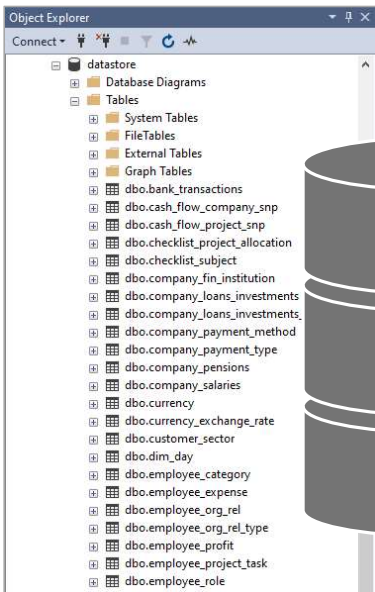 Object Explorer
Connect
datastore
Database Diagrams
Tables
System Tables
FileTables
External Tables
Graph Tables
dbo.bank_transactions
dbo.cash_flow_company_snp
dbo.cash_flow_project_snp
dbo.checklist_project_allocation
dbo.checklist_subject
dbo.company_fin_institution
dbo.company_loans_investments
dbo.company_loans_investments_
dbo.company_payment_method
dbo.company_payment_type
dbo.company_pensions
dbo.company_salaries
dbo.currency
dbo.currency_exchange_rate
dbo.customer_sector
dbo.dim_day
dbo.employee_category
dbo.employee_expense
dbo.employee_org_rel
dbo.employee_org_rel_type
dbo.employee_profit
dbo.employee_project_task
dbo.employee_role